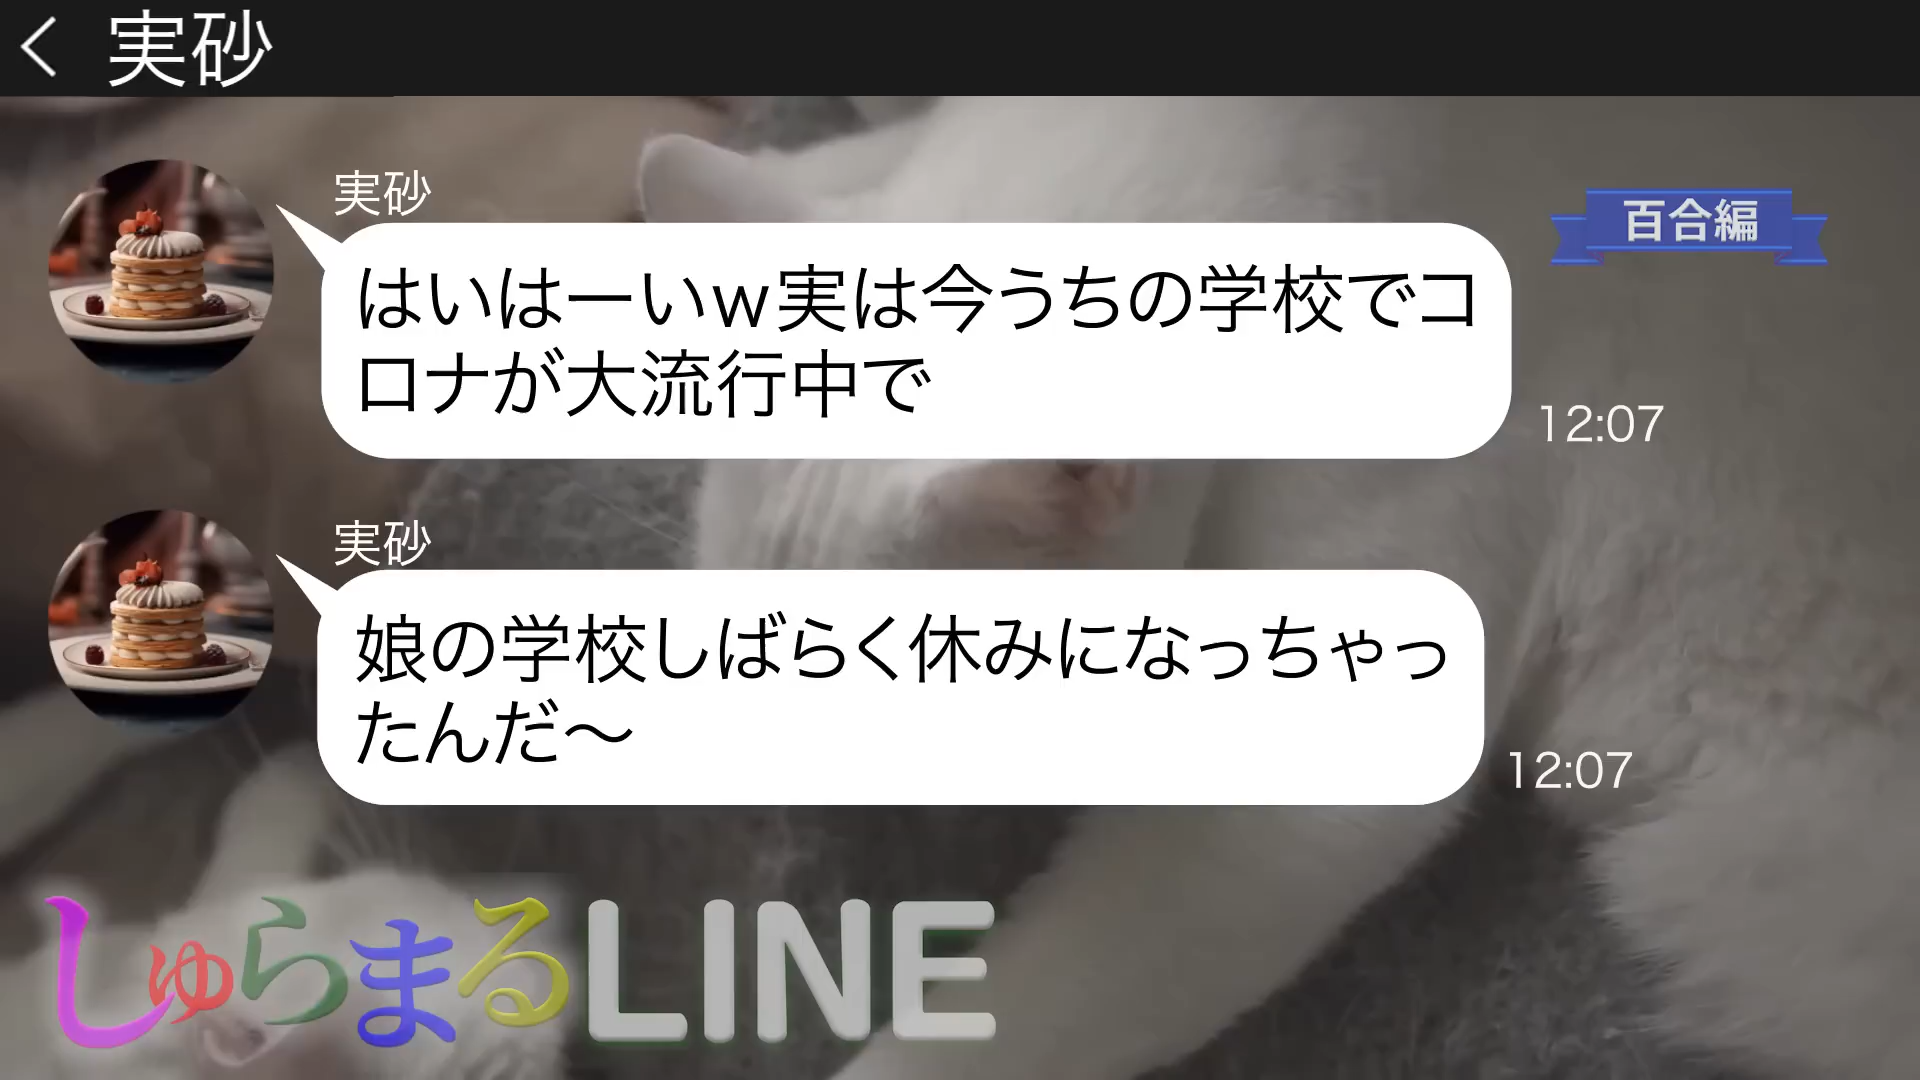 実砂
実砂
百合編
はいはーいｗ実は今うちの学校でコ
ロナが大流行中で
12:07
実砂
娘の学校しばらく休みになっちゃっ
たんだ～
12:07
しゅらまるLINE